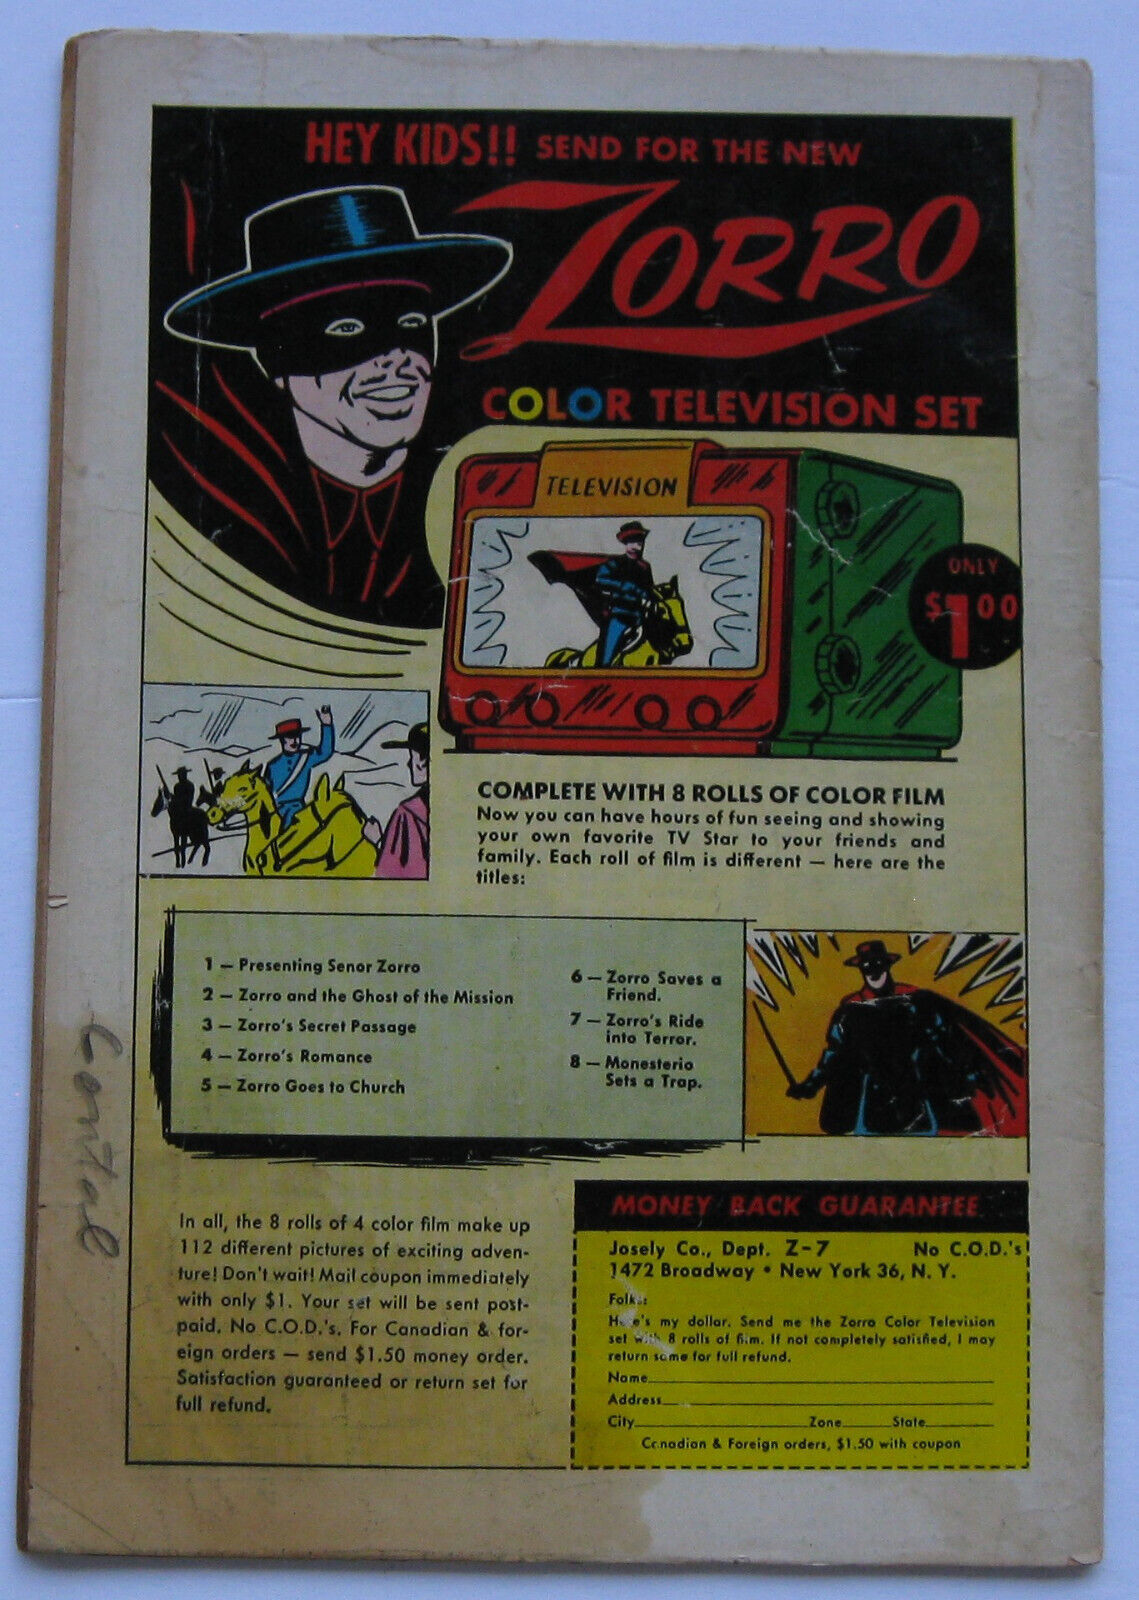 HEY KIDS!! SEND FOR THE NEW
ZORRO
COLOR TELEVISION SET
TELEVISION
ONLY
$1.00
COMPLETE WITH 8 ROLLS OF COLOR FILM
Now you can have hours of fun seeing and showing
your own favorite TV Star to your friends and
family. Each roll of film is different — here are the
titles:
1 — Presenting Senor Zorro
2 — Zorro and the Ghost of the Mission
3 — Zorro's Secret Passage
4 — Zorro's Romance
5 — Zorro Goes to Church
6 — Zorro Saves a
Friend.
7 — Zorro's Ride
into Terror.
8 — Monesterio
Sets a Trap.
In all, the 8 rolls of 4 color film make up
112 different pictures of exciting adven-
ture! Don't wait! Mail coupon immediately
with only $1. Your set will be sent post-
paid. No C.O.D.'s. For Canadian & for-
eign orders — send $1.50 money order.
Satisfaction guaranteed or return set for
full refund.
MONEY BACK GUARANTEE
Josely Co., Dept. Z-7 No C.O.D.'s
1472 Broadway • New York 36, N. Y.
Folks:
Here's my dollar. Send me the Zorro Color Television
set with 8 rolls of film. If not completely satisfied, I may
return same for full refund.
Name
Address
City Zone State
Canadian & Foreign orders, $1.50 with coupon